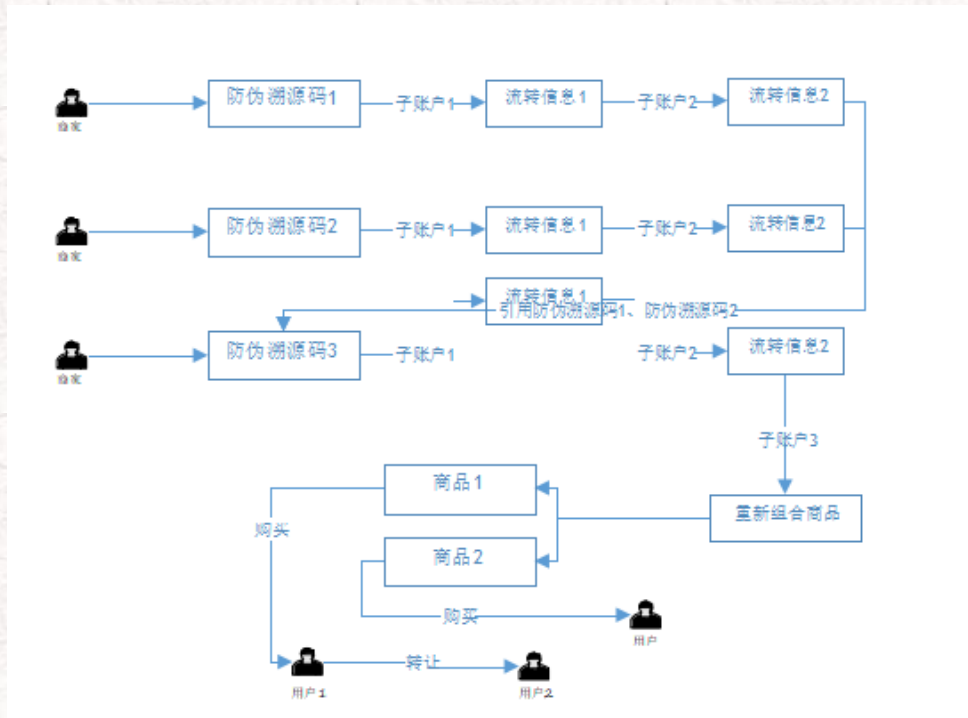 防伪溯源码1
子账户1
流转信息1
子账户2
流转信息2
商家
防伪溯源码2
子账户1
流转信息1
子账户2
流转信息2
商家
流转信息1
引用防伪溯源码1、防伪溯源码2
防伪溯源码3
子账户1
子账户2
流转信息2
商家
子账户3
商品1
重新组合商品
购买
商品2
购买
用户
转让
用户1
用户2